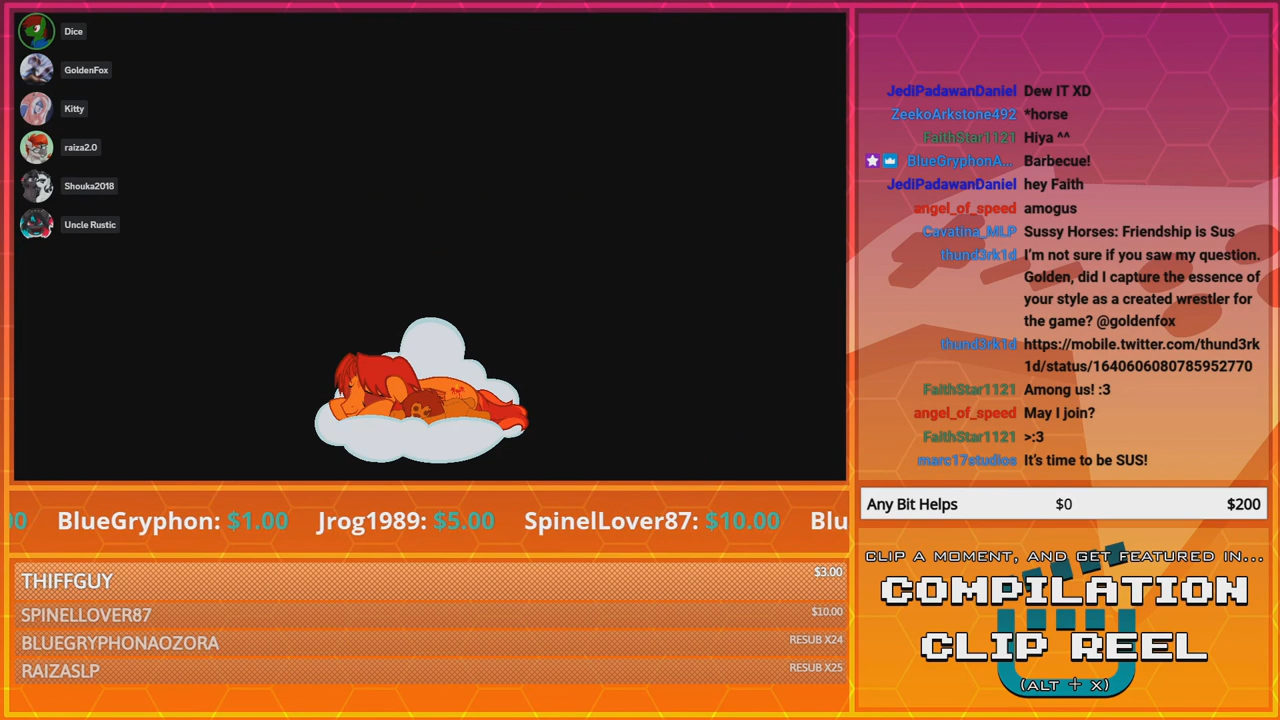 Dice
GoldenFox
Kitty
raiza2.0
Shouka2018
Uncle Rustic
JediPadawanDaniel Dew IT XD
ZeekoArkstone492 *horse
FaithStar1121 Hiya ^^
BlueGryphonA... Barbecue!
JediPadawanDaniel hey Faith
angel_of_speed amogus
Cavatina_MLP Sussy Horses: Friendship is Sus
thund3rk1d I'm not sure if you saw my question.
Golden, did I capture the essence of
your style as a created wrestler for
the game? @goldenfox
thund3rk1d https://mobile.twitter.com/thund3rk
1d/status/1640606080785952770
FaithStar1121 Among us! :3
angel_of_speed May I join?
FaithStar1121 >:3
marc17studios It's time to be SUS!
Any Bit Helps $0 $200
00 BlueGryphon: $1.00 Jrog1989: $5.00 SpinelLover87: $10.00 Blu
THIFFGUY $3.00
SPINELLOVER87 $10.00
BLUEGRYPHONAOZORA RESUB X24
RAIZASLP RESUB X25
CLIP A MOMENT, AND GET FEATURED IN...
COMPILATION
CLIP REEL
(ALT + X)